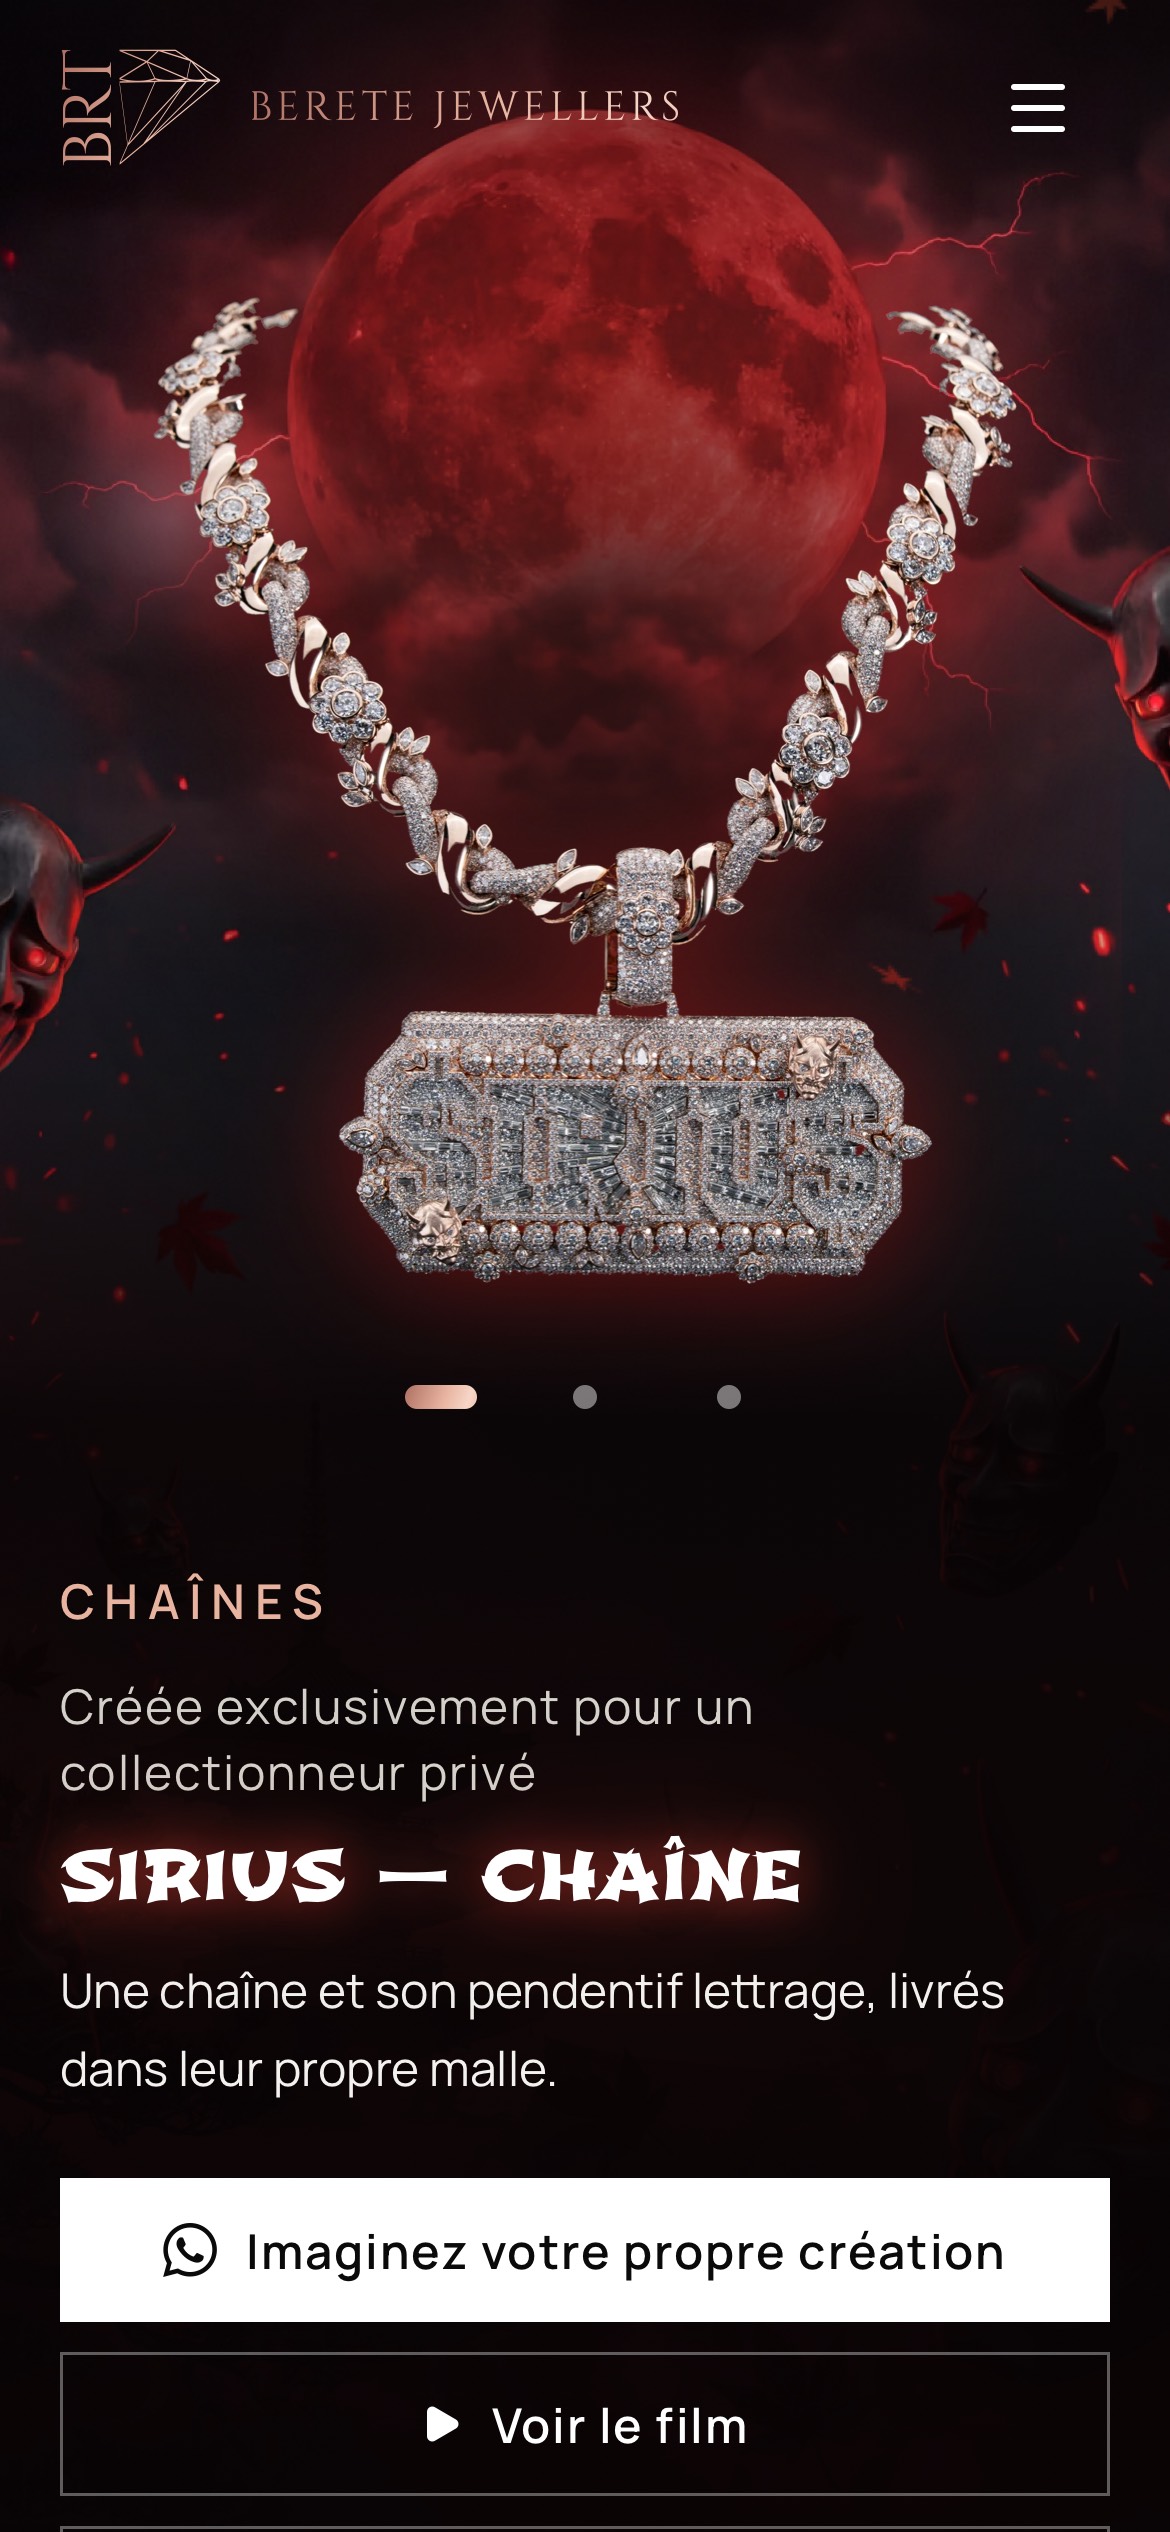 BRT
BERETE JEWELLERS
SIRIUS
CHAÎNES
Créée exclusivement pour un
collectionneur privé
SIRIUS — CHAÎNE
Une chaîne et son pendentif lettrage, livrés
dans leur propre malle.
Imaginez votre propre création
Voir le film